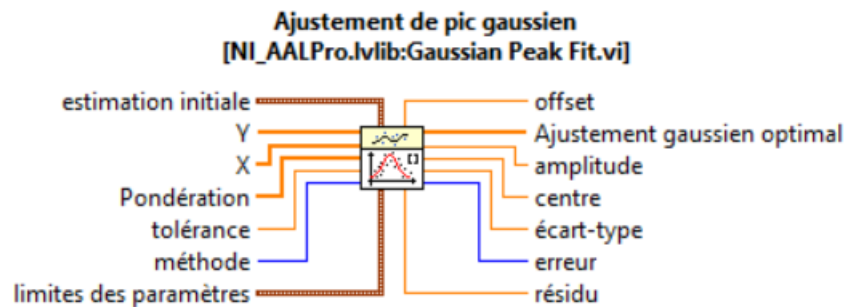 Ajustement de pic gaussien
[NI_AALPro.lvlib:Gaussian Peak Fit.vi]
estimation initiale
Y
X
Pondération
tolérance
méthode
limites des paramètres
offset
Ajustement gaussien optimal
amplitude
centre
écart-type
erreur
résidu